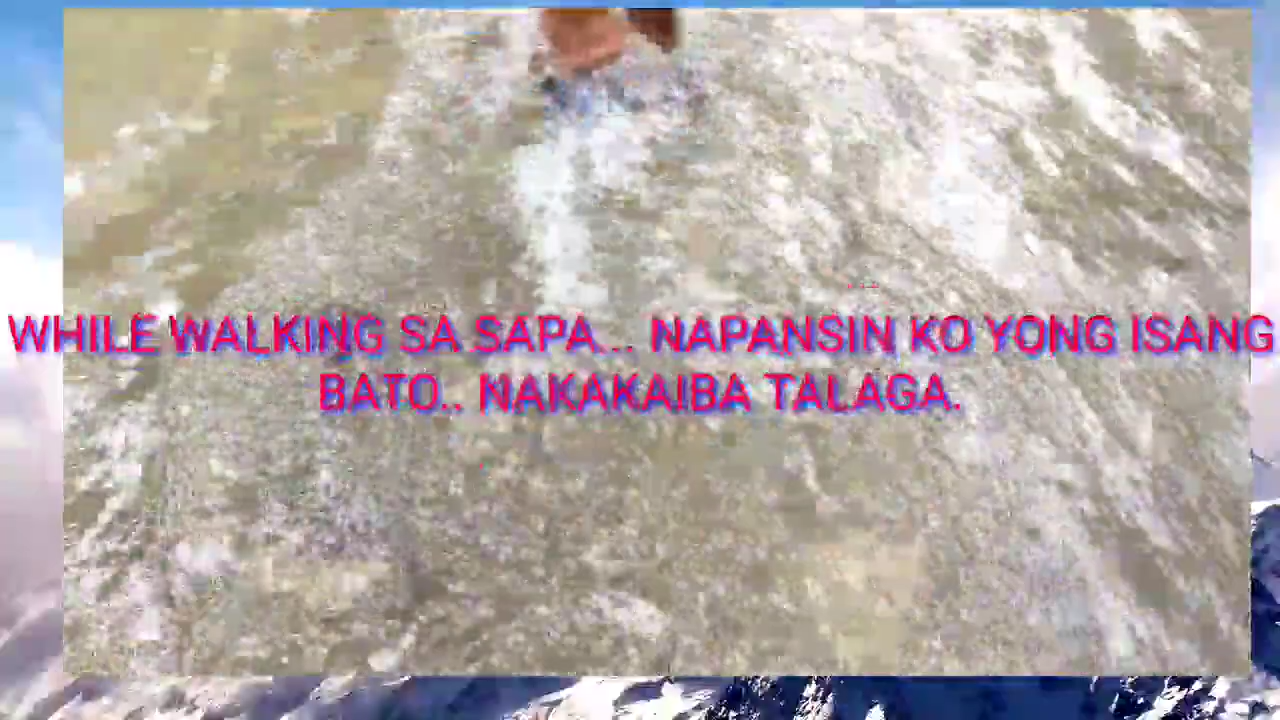 WHILE WALKING SA SAPA... NAPANSIN KO YONG ISANG
BATO.. NAKAKAIBA TALAGA.